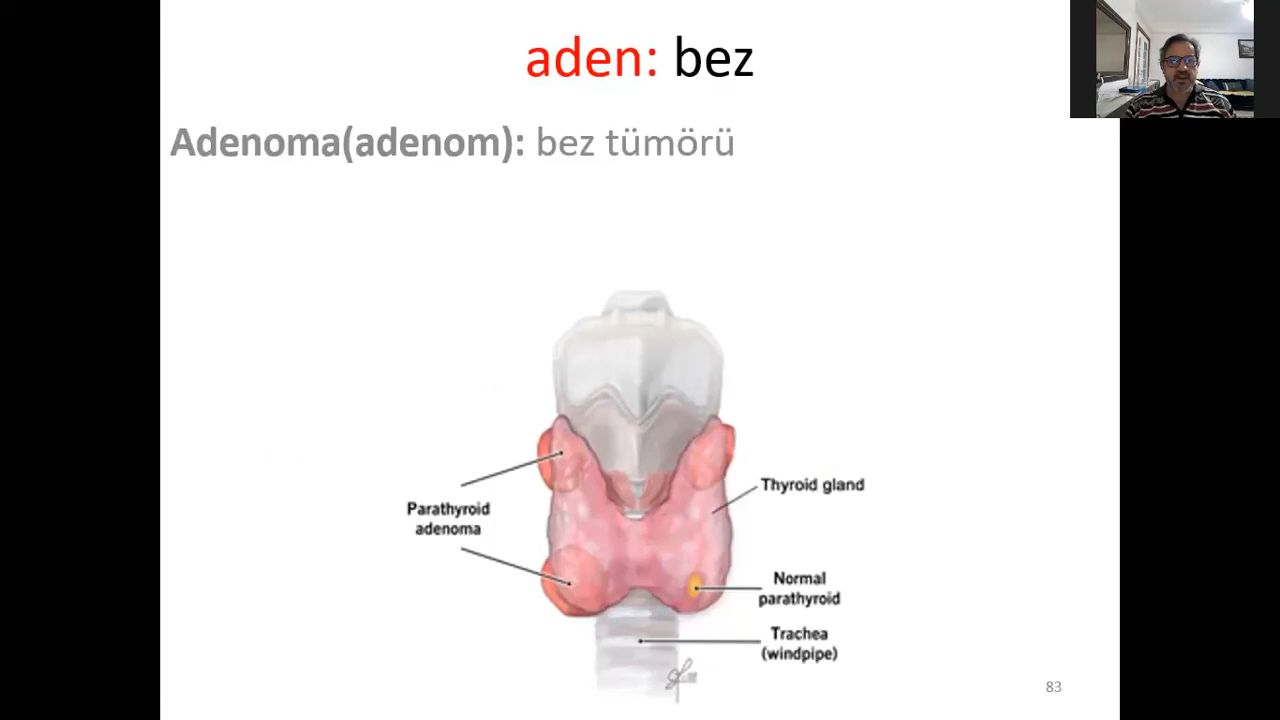 aden: bez
Adenoma(adenom): bez tümörü
Thyroid gland
Parathyroid
adenoma
Normal
parathyroid
Trachea
(windpipe)
83